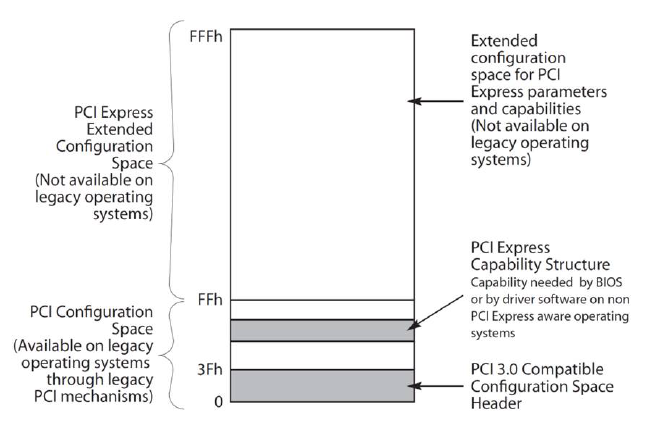 FFFh
PCI Express
Extended
Configuration
Space
(Not available on
legacy operating
systems)
Extended
configuration
space for PCI
Express parameters
and capabilities
(Not available on
legacy operating
systems)
FFh
PCI Configuration
Space
(Available on legacy
operating systems
through legacy
PCI mechanisms)
PCI Express
Capability Structure
Capability needed by BIOS
or by driver software on non
PCI Express aware operating
systems
3Fh
0
PCI 3.0 Compatible
Configuration Space
Header